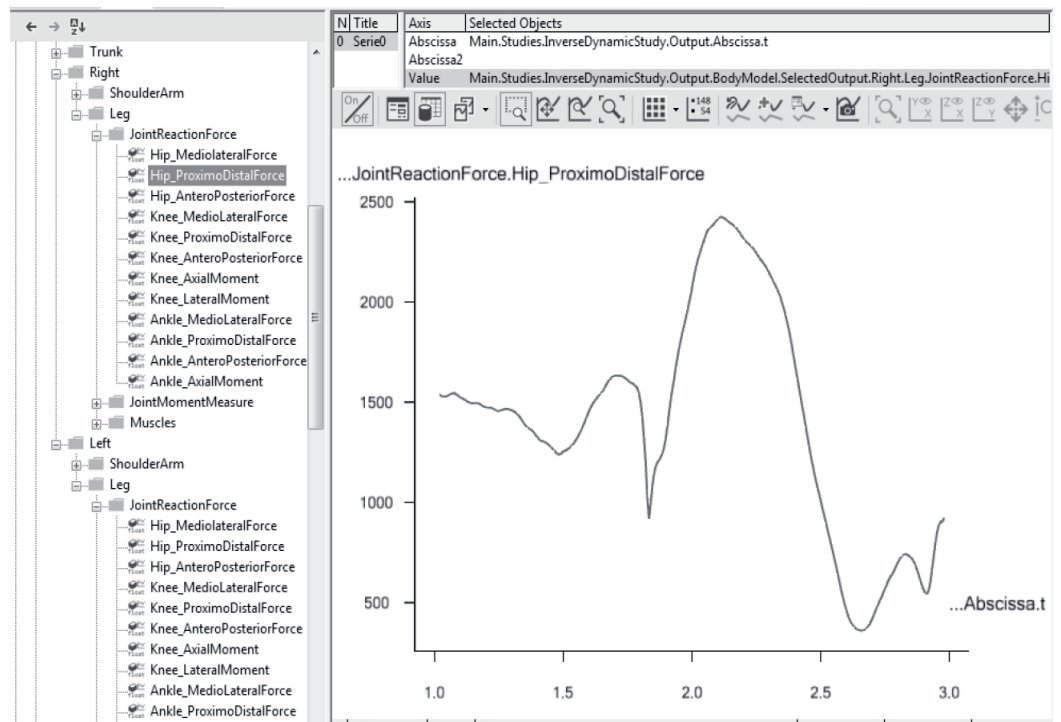 Trunk
Right
ShoulderArm
Leg
JointReactionForce
Hip_MediolateralForce
Hip_ProximoDistalForce
Hip_AnteroPosteriorForce
Knee_MedioLateralForce
Knee_ProximoDistalForce
Knee_AnteroPosteriorForce
Knee_AxialMoment
Knee_LateralMoment
Ankle_MedioLateralForce
Ankle_ProximoDistalForce
Ankle_AnteroPosteriorForce
Ankle_AxialMoment
JointMomentMeasure
Muscles
Left
ShoulderArm
Leg
JointReactionForce
Hip_MediolateralForce
Hip_ProximoDistalForce
Hip_AnteroPosteriorForce
Knee_MedioLateralForce
Knee_ProximoDistalForce
Knee_AnteroPosteriorForce
Knee_AxialMoment
Knee_LateralMoment
Ankle_MedioLateralForce
Ankle_ProximoDistalForce
N Title Axis Selected Objects
0 Serie0 Abscissa Main.Studies.InverseDynamicStudy.Output.Abscissa.t
Abscissa2
Value Main.Studies.InverseDynamicStudy.Output.BodyModel.SelectedOutput.Right.Leg.JointReactionForce.Hi
On/Off
...JointReactionForce.Hip_ProximoDistalForce
2500
2000
1500
1000
500
...Abscissa.t
1.0 1.5 2.0 2.5 3.0